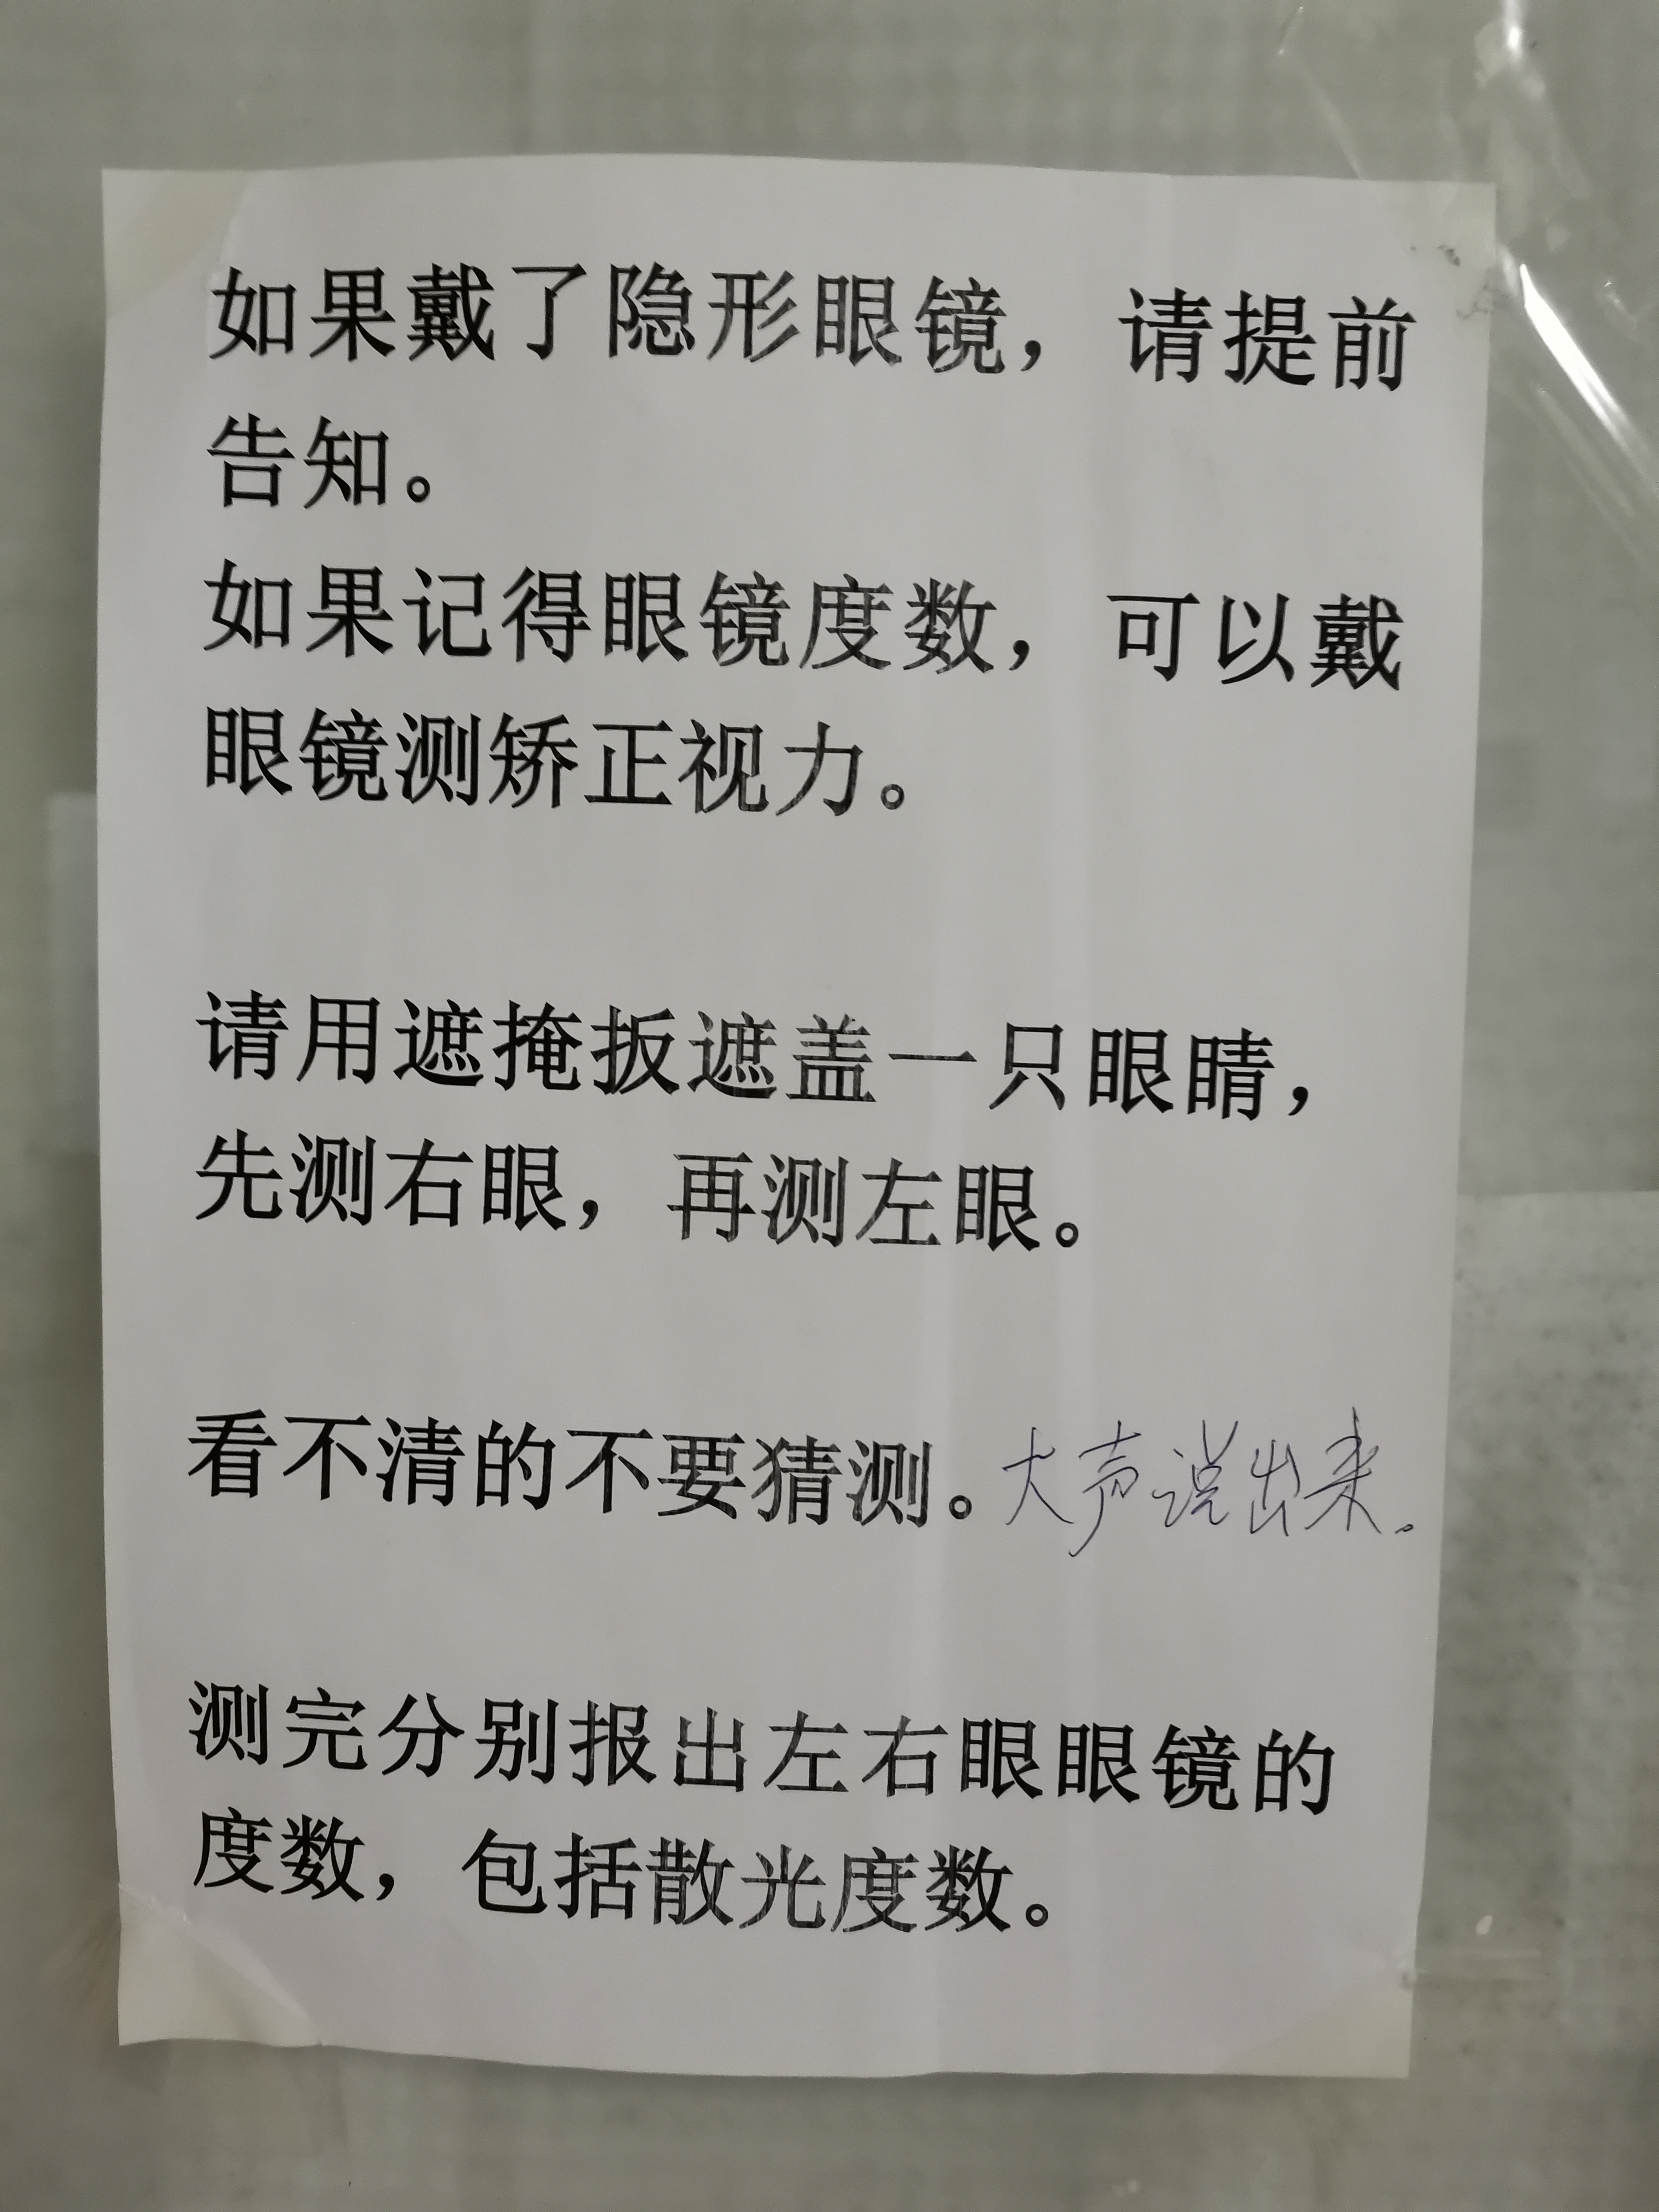 如果戴了隐形眼镜，请提前
告知。
如果记得眼镜度数，可以戴
眼镜测矫正视力。
请用遮掩扳遮盖一只眼睛，
先测右眼，再测左眼。
看不清的不要猜测。大声说出来。
测完分别报出左右眼眼镜的
度数，包括散光度数。